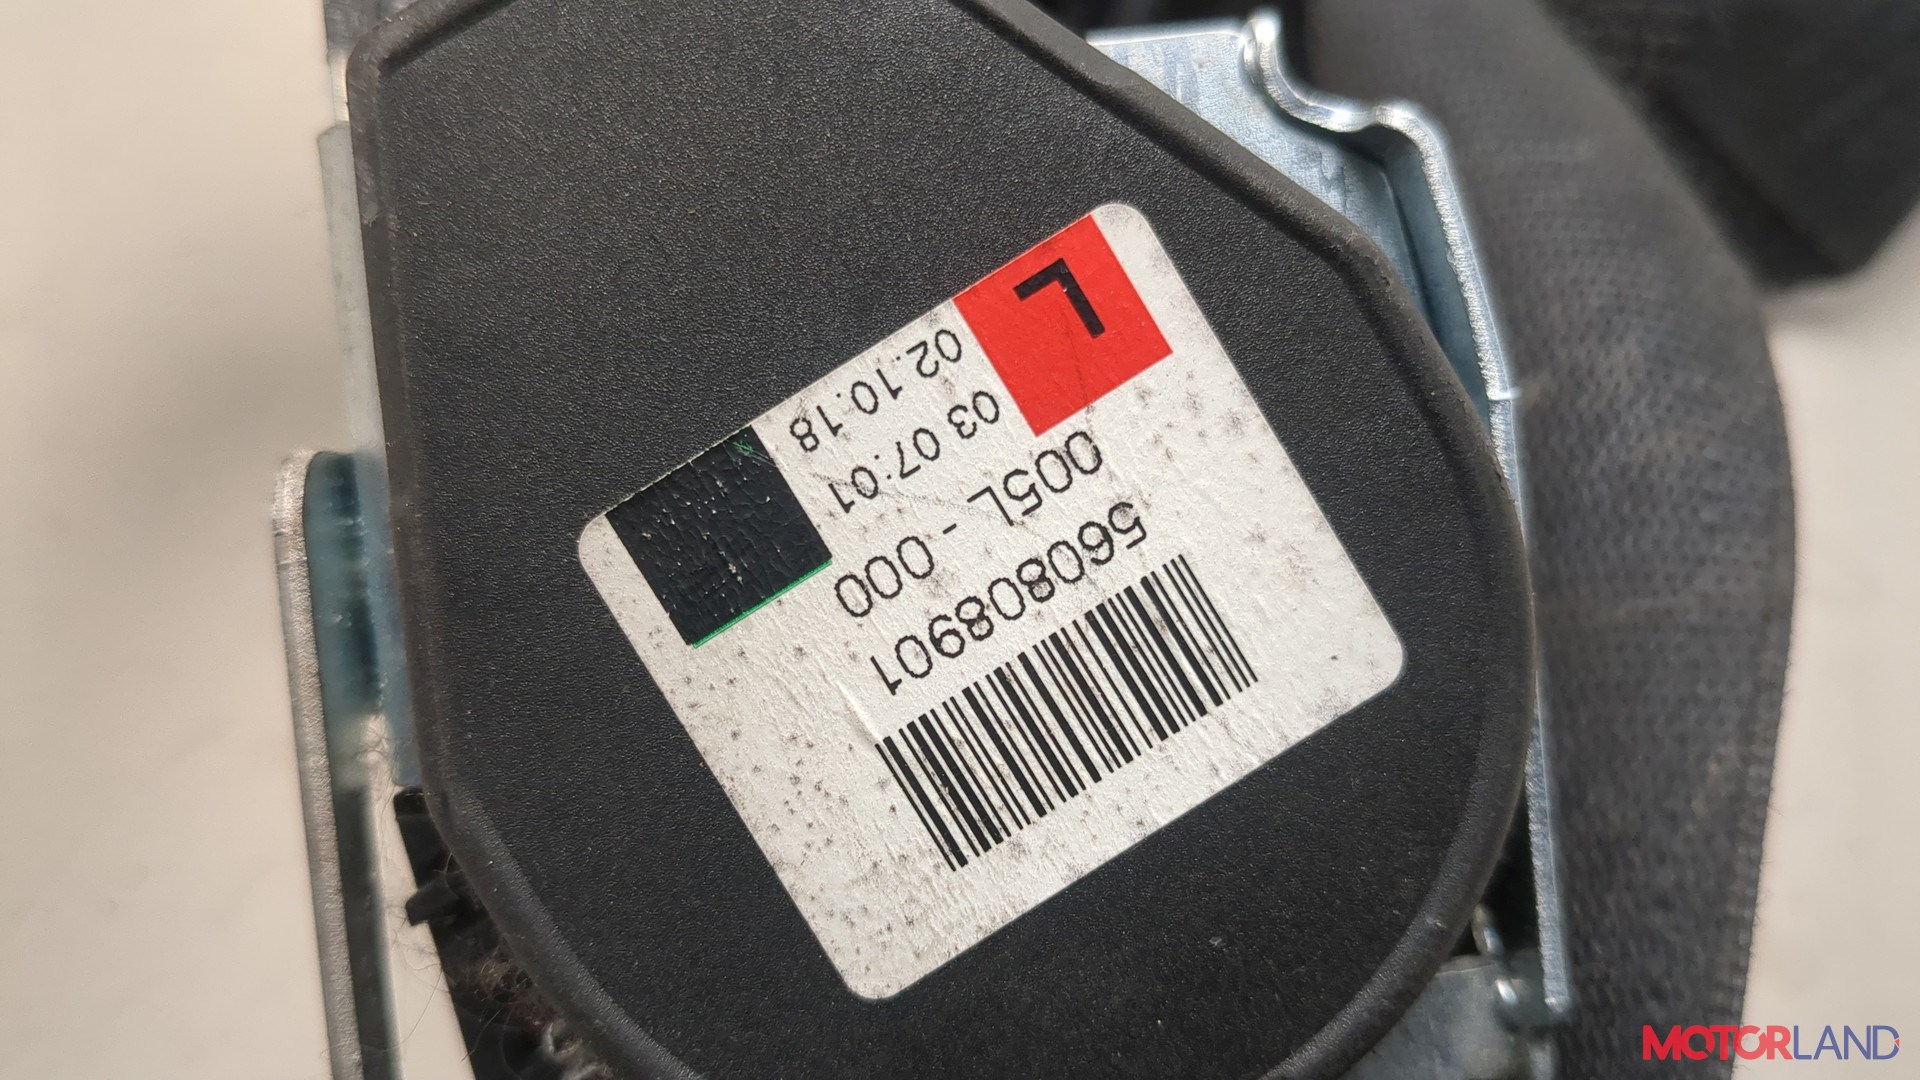 560808901
005L - 000
03 07:01
02.10.18
L
MOTORLAND